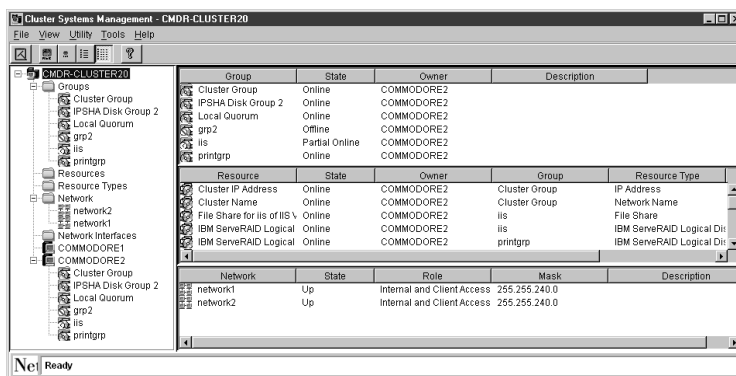 Cluster Systems Management - CMDR-CLUSTER20
File View Utility Tools Help
CMDR-CLUSTER20
Groups
Cluster Group
IPSHA Disk Group 2
Local Quorum
grp2
iis
printgrp
Resources
Resource Types
Network
network2
network1
Network Interfaces
COMMODORE1
COMMODORE2
Cluster Group
IPSHA Disk Group 2
Local Quorum
grp2
iis
printgrp
Group State Owner Description
Cluster Group Online COMMODORE2
IPSHA Disk Group 2 Online COMMODORE2
Local Quorum Online COMMODORE2
grp2 Offline COMMODORE2
iis Partial Online COMMODORE2
printgrp Online COMMODORE2
Resource State Owner Group Resource Type
Cluster IP Address Online COMMODORE2 Cluster Group IP Address
Cluster Name Online COMMODORE2 Cluster Group Network Name
File Share for iis of IIS V Online COMMODORE2 iis File Share
IBM ServeRAID Logical Online COMMODORE2 iis IBM ServeRAID Logical Dis
IBM ServeRAID Logical Online COMMODORE2 printgrp IBM ServeRAID Logical Dis
Network State Role Mask Description
network1 Up Internal and Client Access 255.255.240.0
network2 Up Internal and Client Access 255.255.240.0
Net Ready